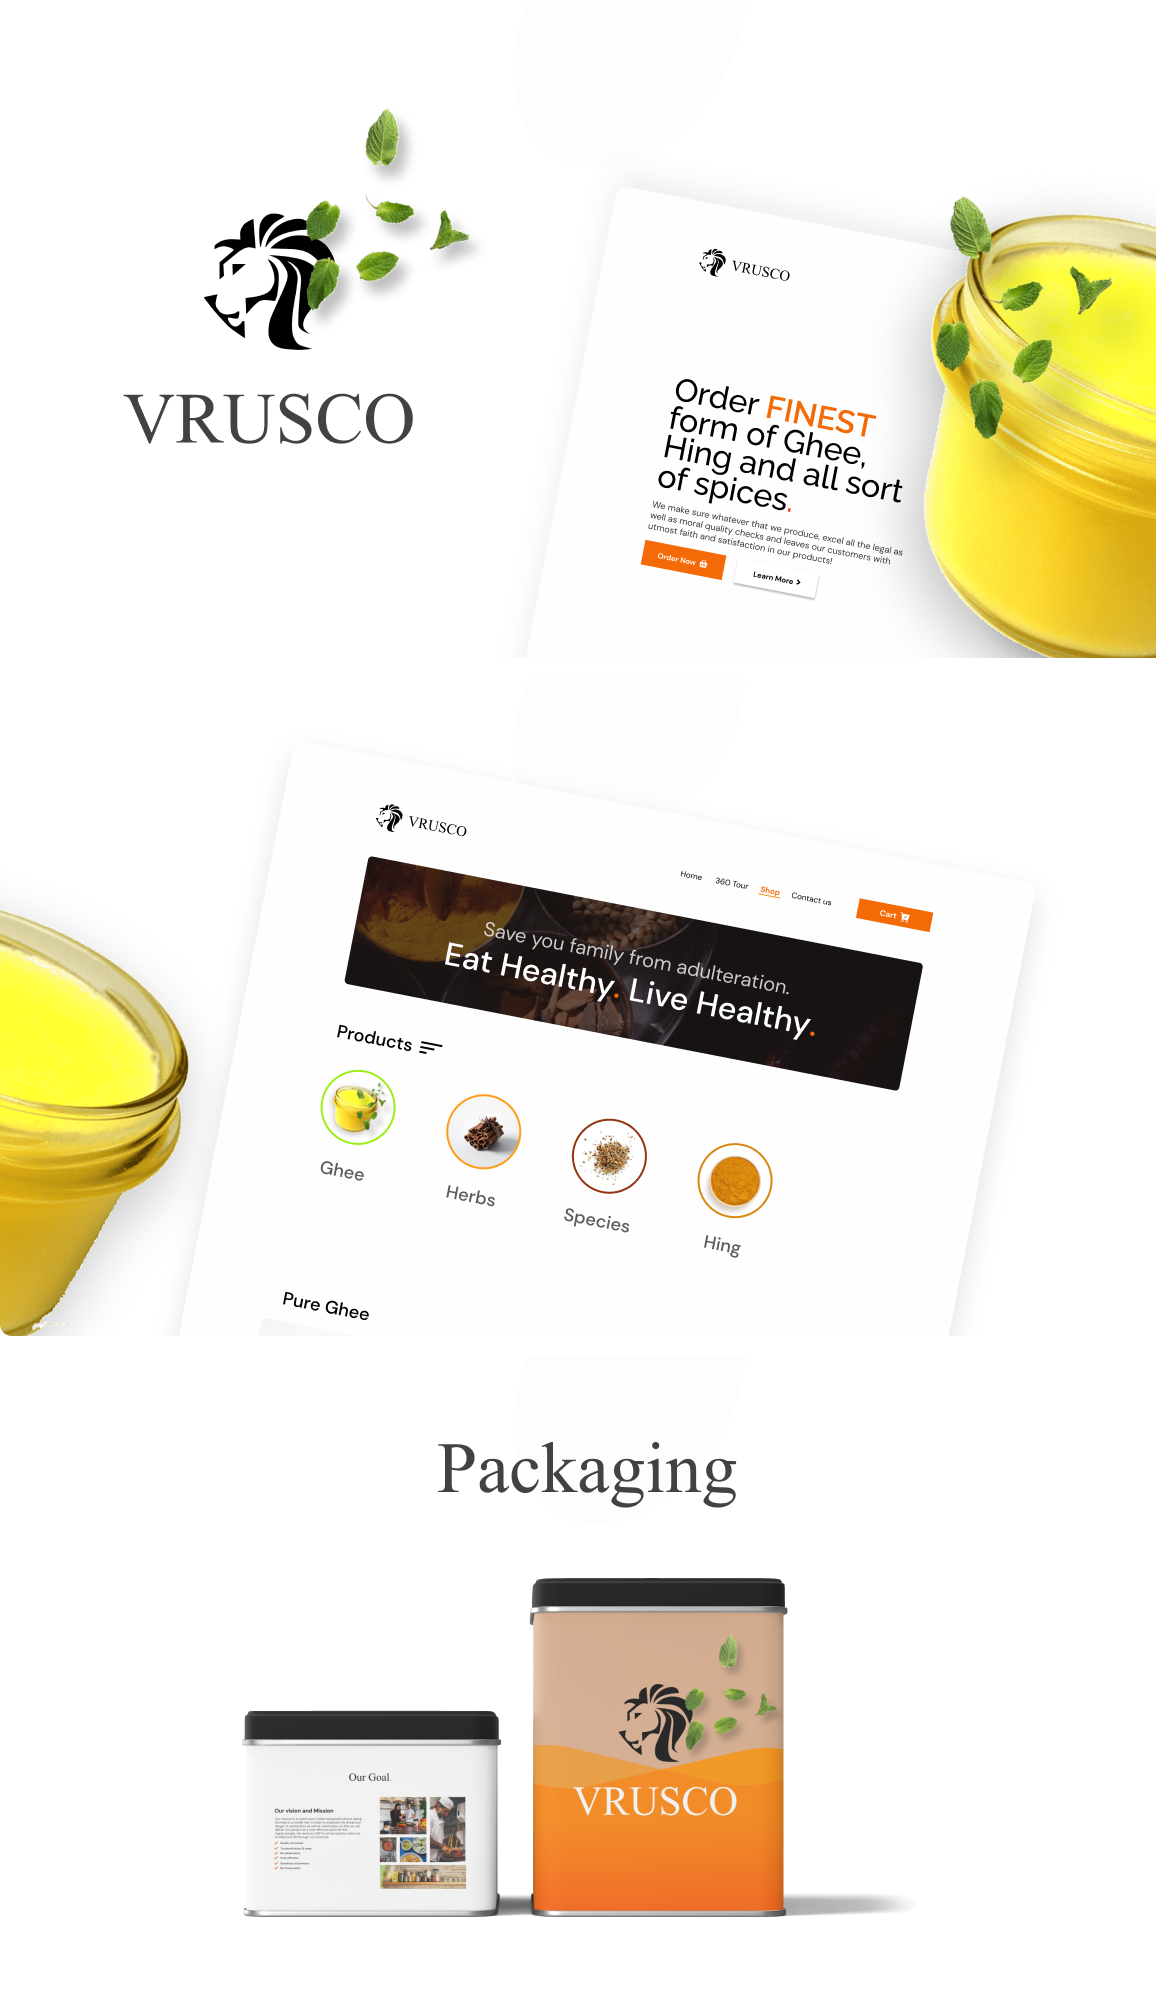 VRUSCO
VRUSCO
Order FINEST
form of Ghee,
Hing and all sort
of spices.
We make sure whatever that we produce, excel all the legal as
well as moral quality checks and leaves our customers with
utmost faith and satisfaction in our products!
Order Now
Learn More
VRUSCO
Home 360 Tour Shop Contact us Cart
Save you family from adulteration.
Eat Healthy. Live Healthy.
Products
Ghee
Herbs
Species
Hing
Pure Ghee
Packaging
Our Goal.
Our vision and Mission
VRUSCO